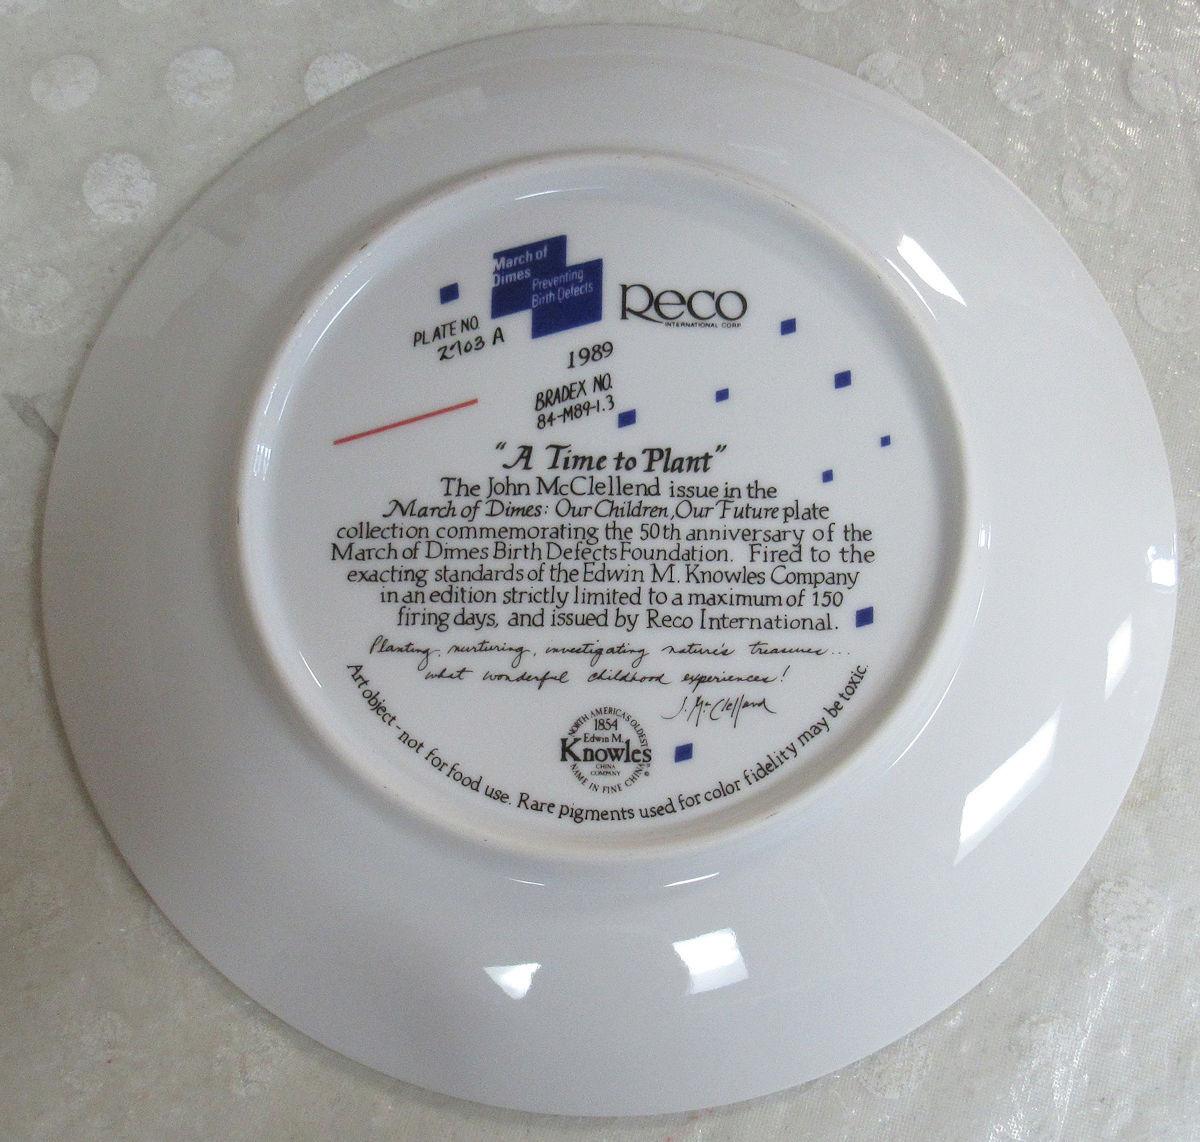 March of
Dimes
Preventing
Birth Defects
Reco
INTERNATIONAL CORP.
PLATE NO.
2703 A
1989
BRADEX NO.
84-M89-1.3
"A Time to Plant"
The John McClellend issue in the
March of Dimes: Our Children, Our Future plate
collection commemorating the 50th anniversary of the
March of Dimes Birth Defects Foundation. Fired to the
exacting standards of the Edwin M. Knowles Company
in an edition strictly limited to a maximum of 150
firing days, and issued by Reco International.
Planting, nurturing, investigating nature's treasures...
what wonderful childhood experiences!
J. McClelland
NORTH AMERICA'S OLDEST
1854
Edwin M.
Knowles
CHINA
COMPANY
NAME IN FINE CHINA
Art object - not for food use. Rare pigments used for color fidelity may be toxic.